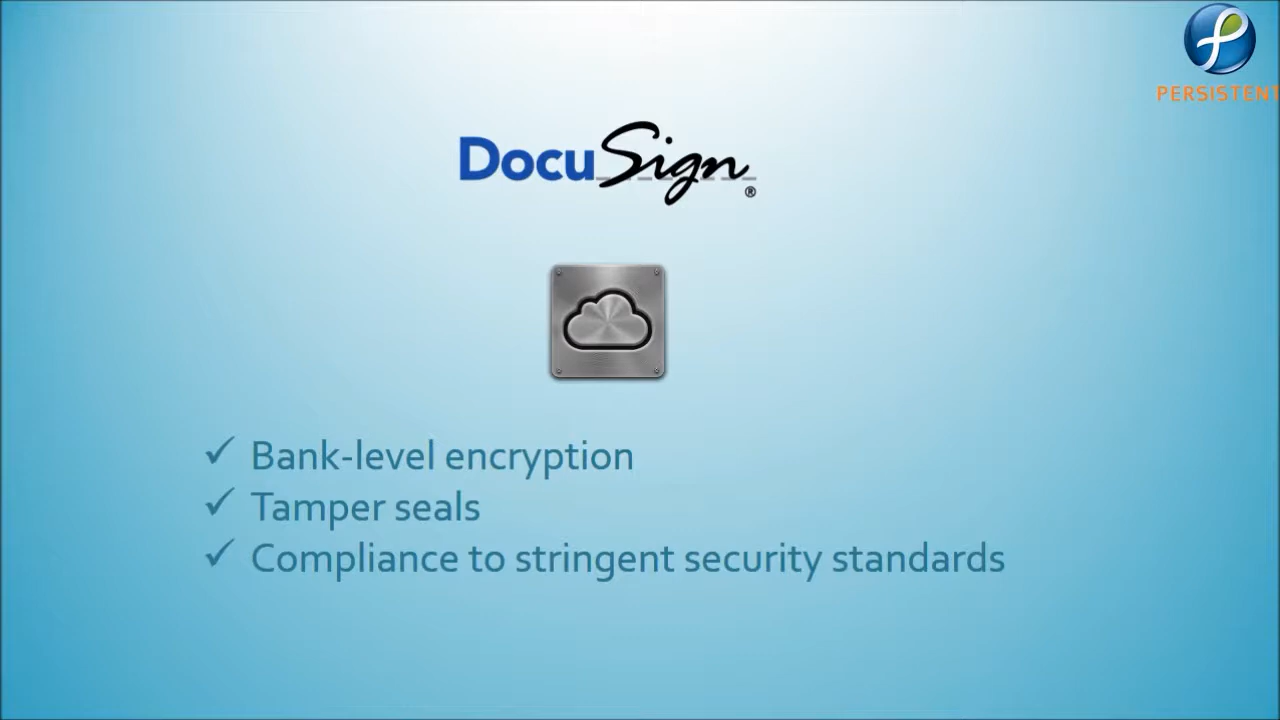 PERSISTENT
DocuSign®
Bank-level encryption
Tamper seals
Compliance to stringent security standards